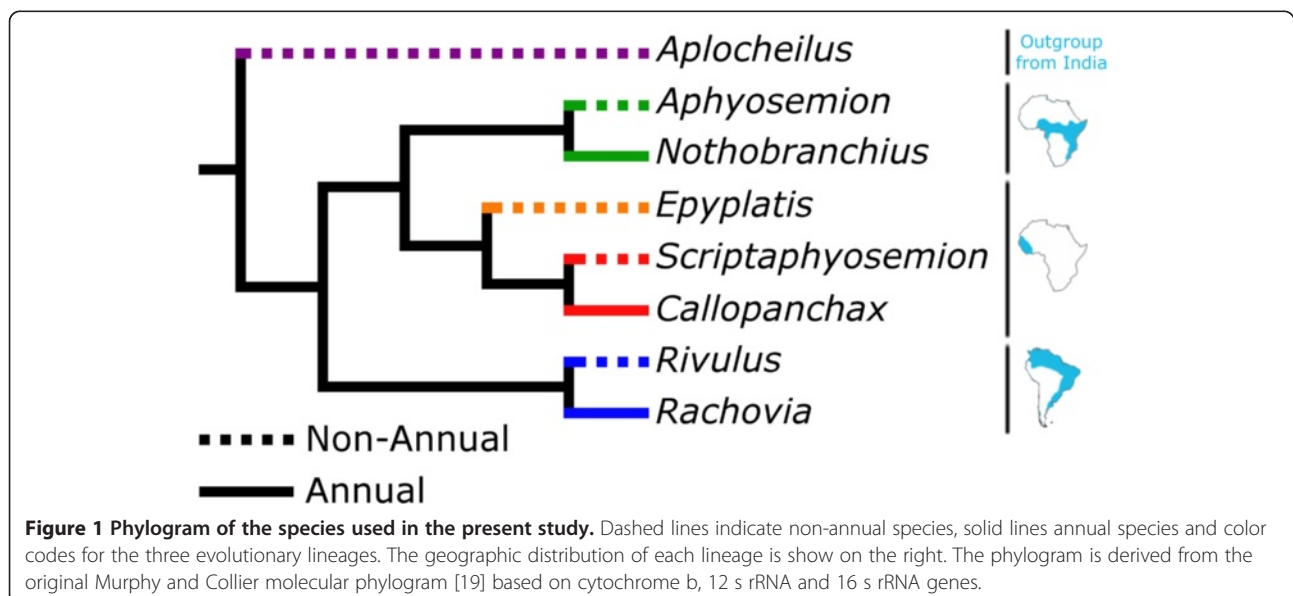 Aplocheilus
Outgroup
from India
Aphyosemion
Nothobranchius
Epyplatis
Scriptaphyosemion
Callopanchax
Rivulus
Rachovia
Non-Annual
Annual
Figure 1 Phylogram of the species used in the present study. Dashed lines indicate non-annual species, solid lines annual species and color
codes for the three evolutionary lineages. The geographic distribution of each lineage is show on the right. The phylogram is derived from the
original Murphy and Collier molecular phylogram [19] based on cytochrome b, 12 s rRNA and 16 s rRNA genes.